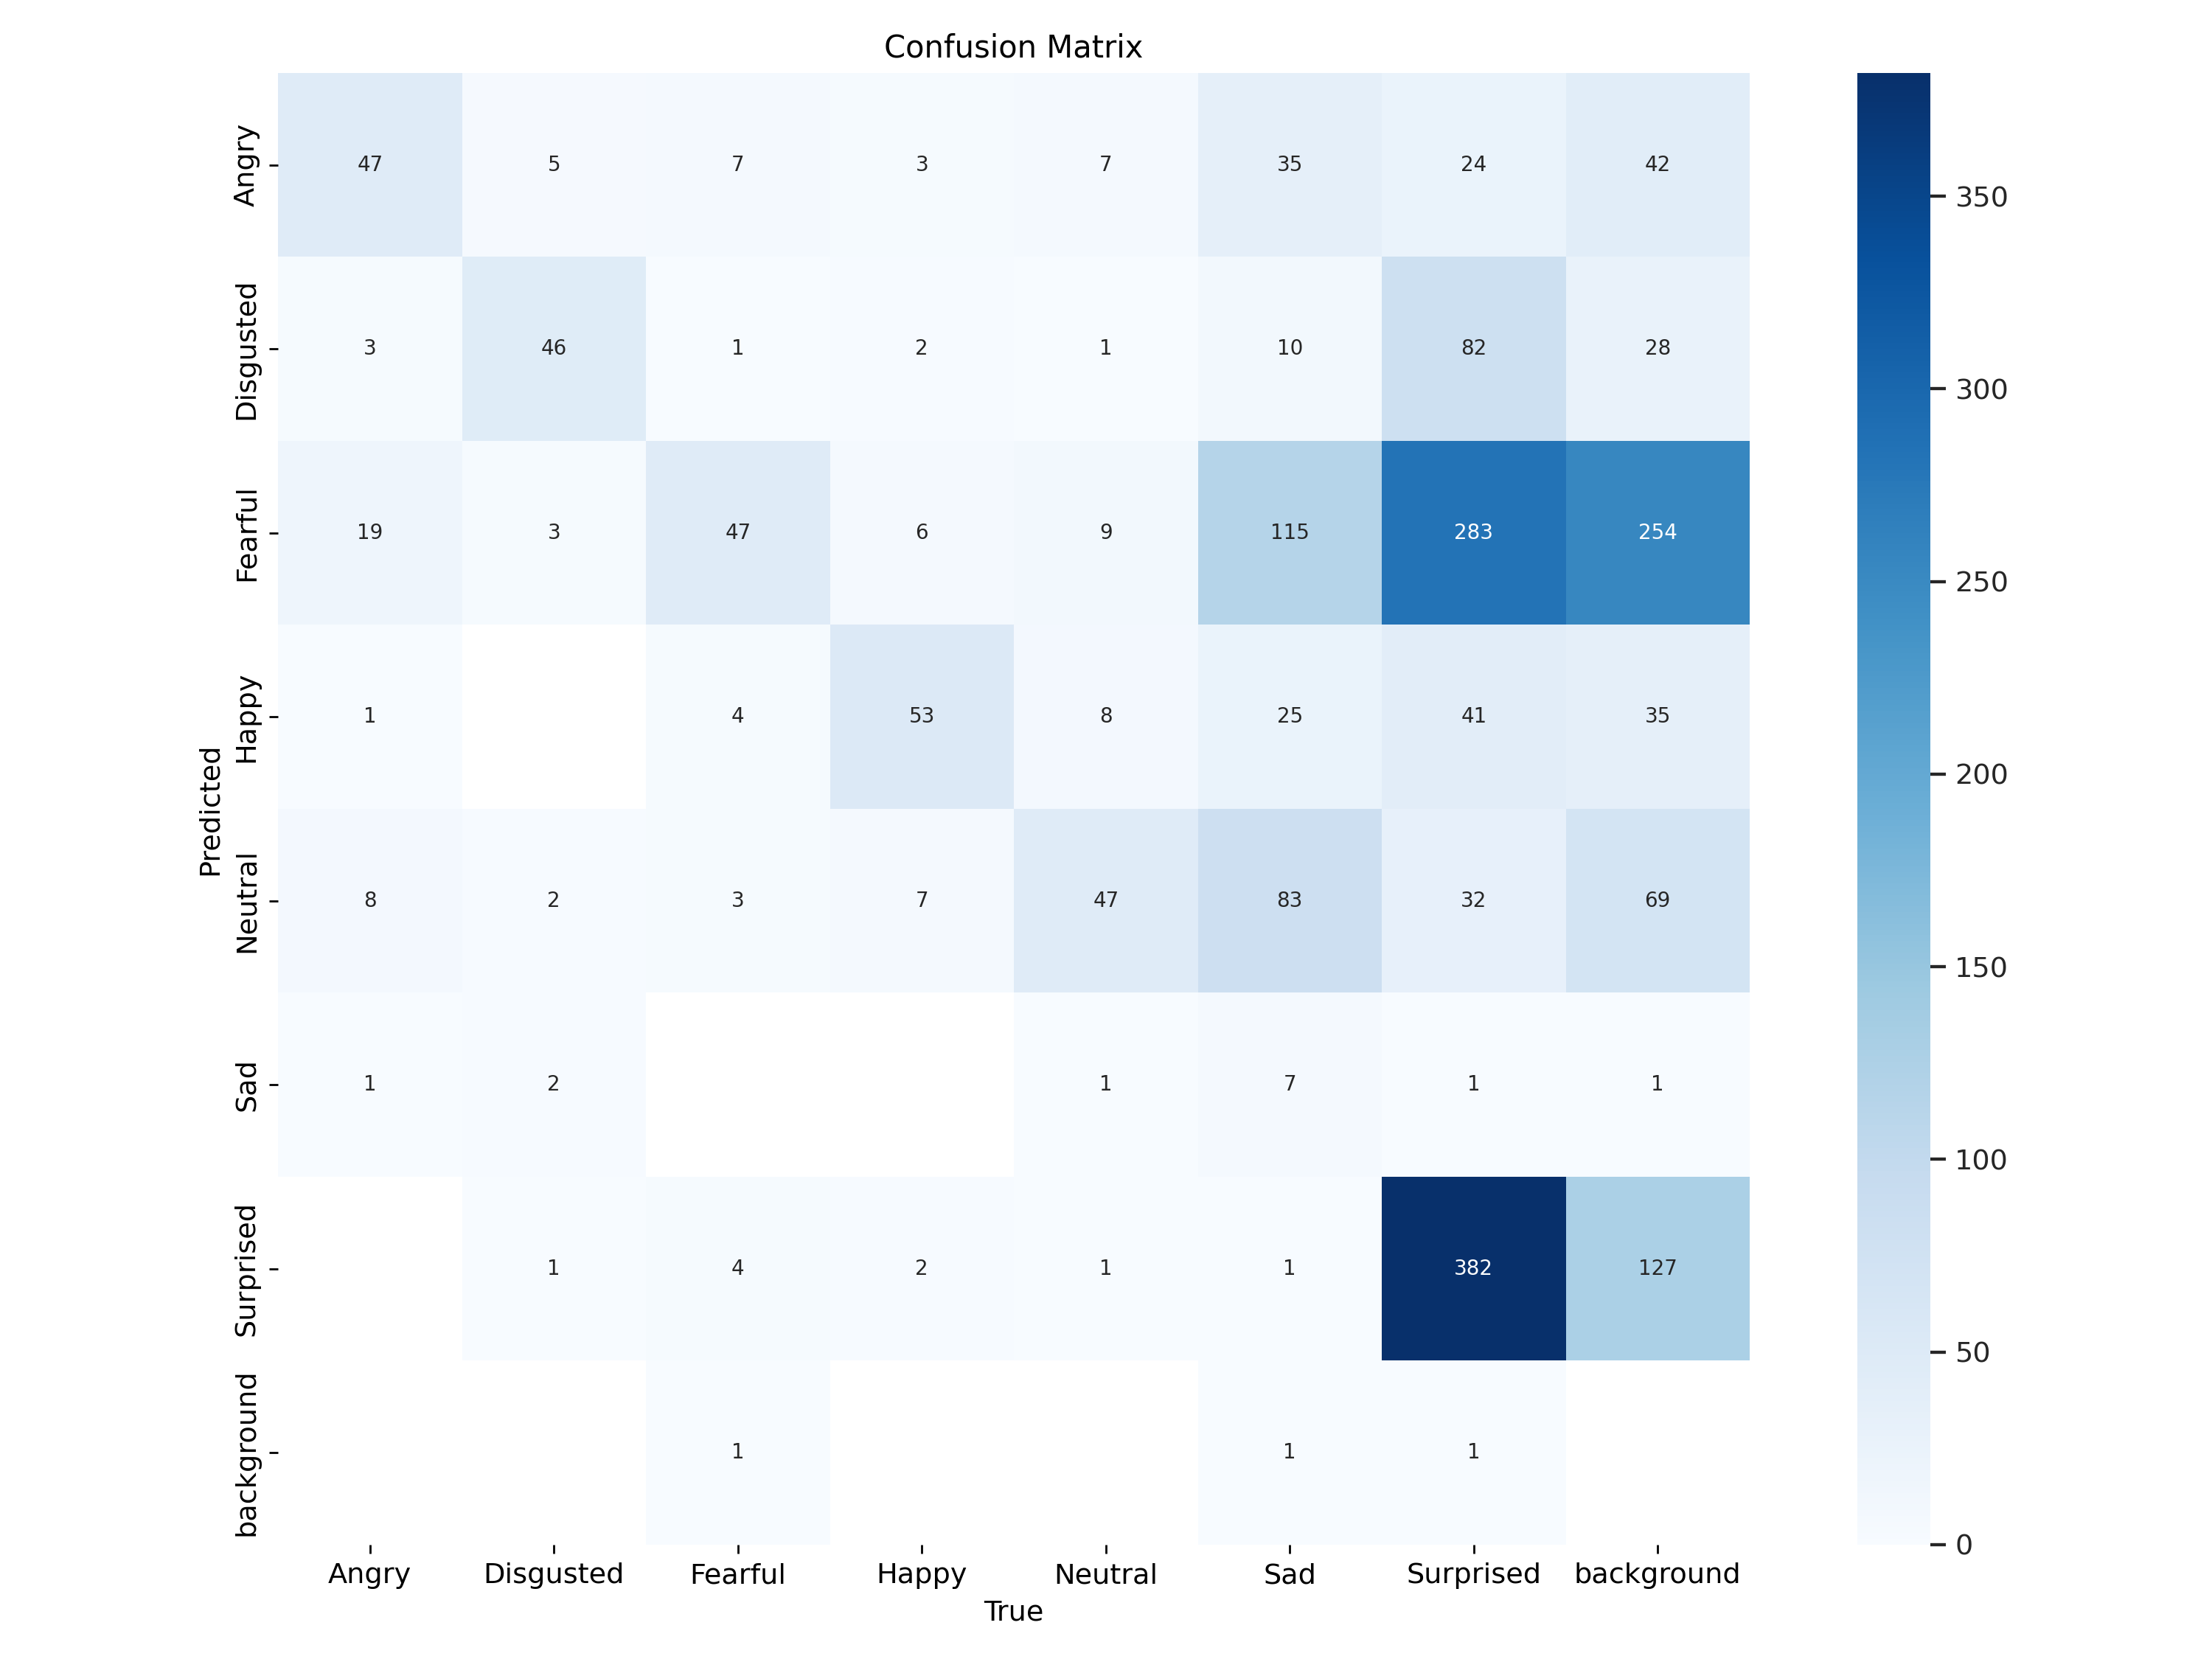 Confusion Matrix
Angry 47 5 7 3 7 35 24 42
Disgusted 3 46 1 2 1 10 82 28
Fearful 19 3 47 6 9 115 283 254
Happy 1 4 53 8 25 41 35
Neutral 8 2 3 7 47 83 32 69
Sad 1 2 1 7 1 1
Surprised 1 4 2 1 1 382 127
background 1 1 1
Predicted
Angry Disgusted Fearful Happy Neutral Sad Surprised background
True
350
300
250
200
150
100
50
0